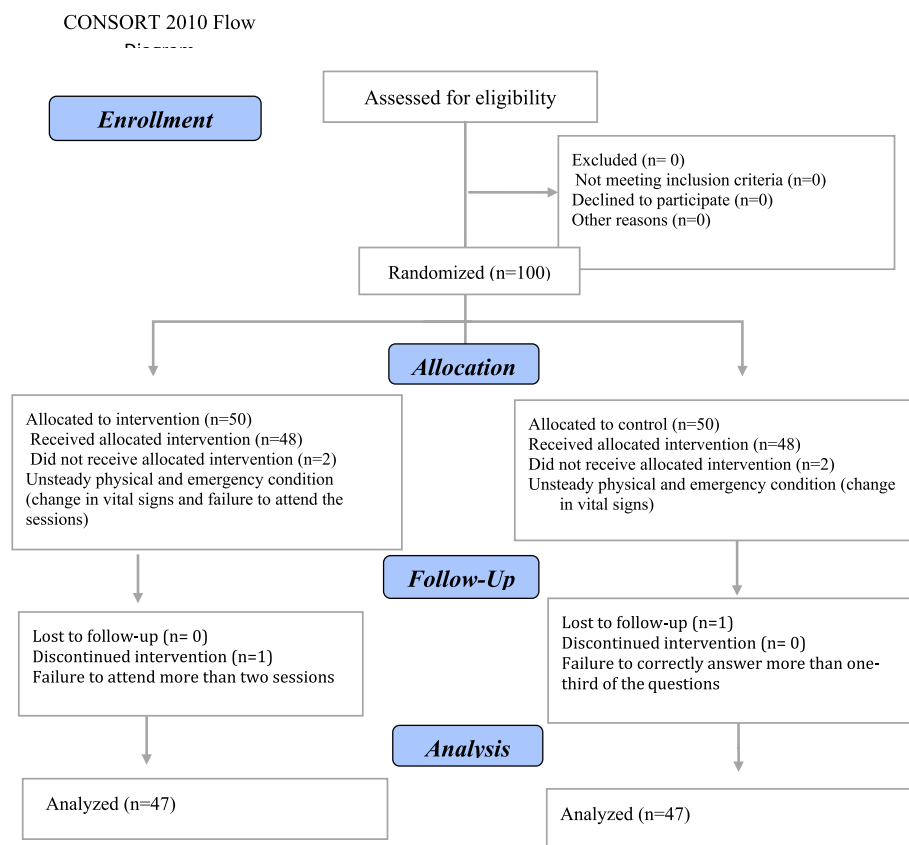 CONSORT 2010 Flow
Diagram
Assessed for eligibility
Enrollment
Excluded (n= 0)
Not meeting inclusion criteria (n=0)
Declined to participate (n=0)
Other reasons (n=0)
Randomized (n=100)
Allocation
Allocated to intervention (n=50)
Received allocated intervention (n=48)
Did not receive allocated intervention (n=2)
Unsteady physical and emergency condition
(change in vital signs and failure to attend the
sessions)
Allocated to control (n=50)
Received allocated intervention (n=48)
Did not receive allocated intervention (n=2)
Unsteady physical and emergency condition (change
in vital signs)
Follow-Up
Lost to follow-up (n= 0)
Discontinued intervention (n=1)
Failure to attend more than two sessions
Lost to follow-up (n=1)
Discontinued intervention (n= 0)
Failure to correctly answer more than one-
third of the questions
Analysis
Analyzed (n=47)
Analyzed (n=47)